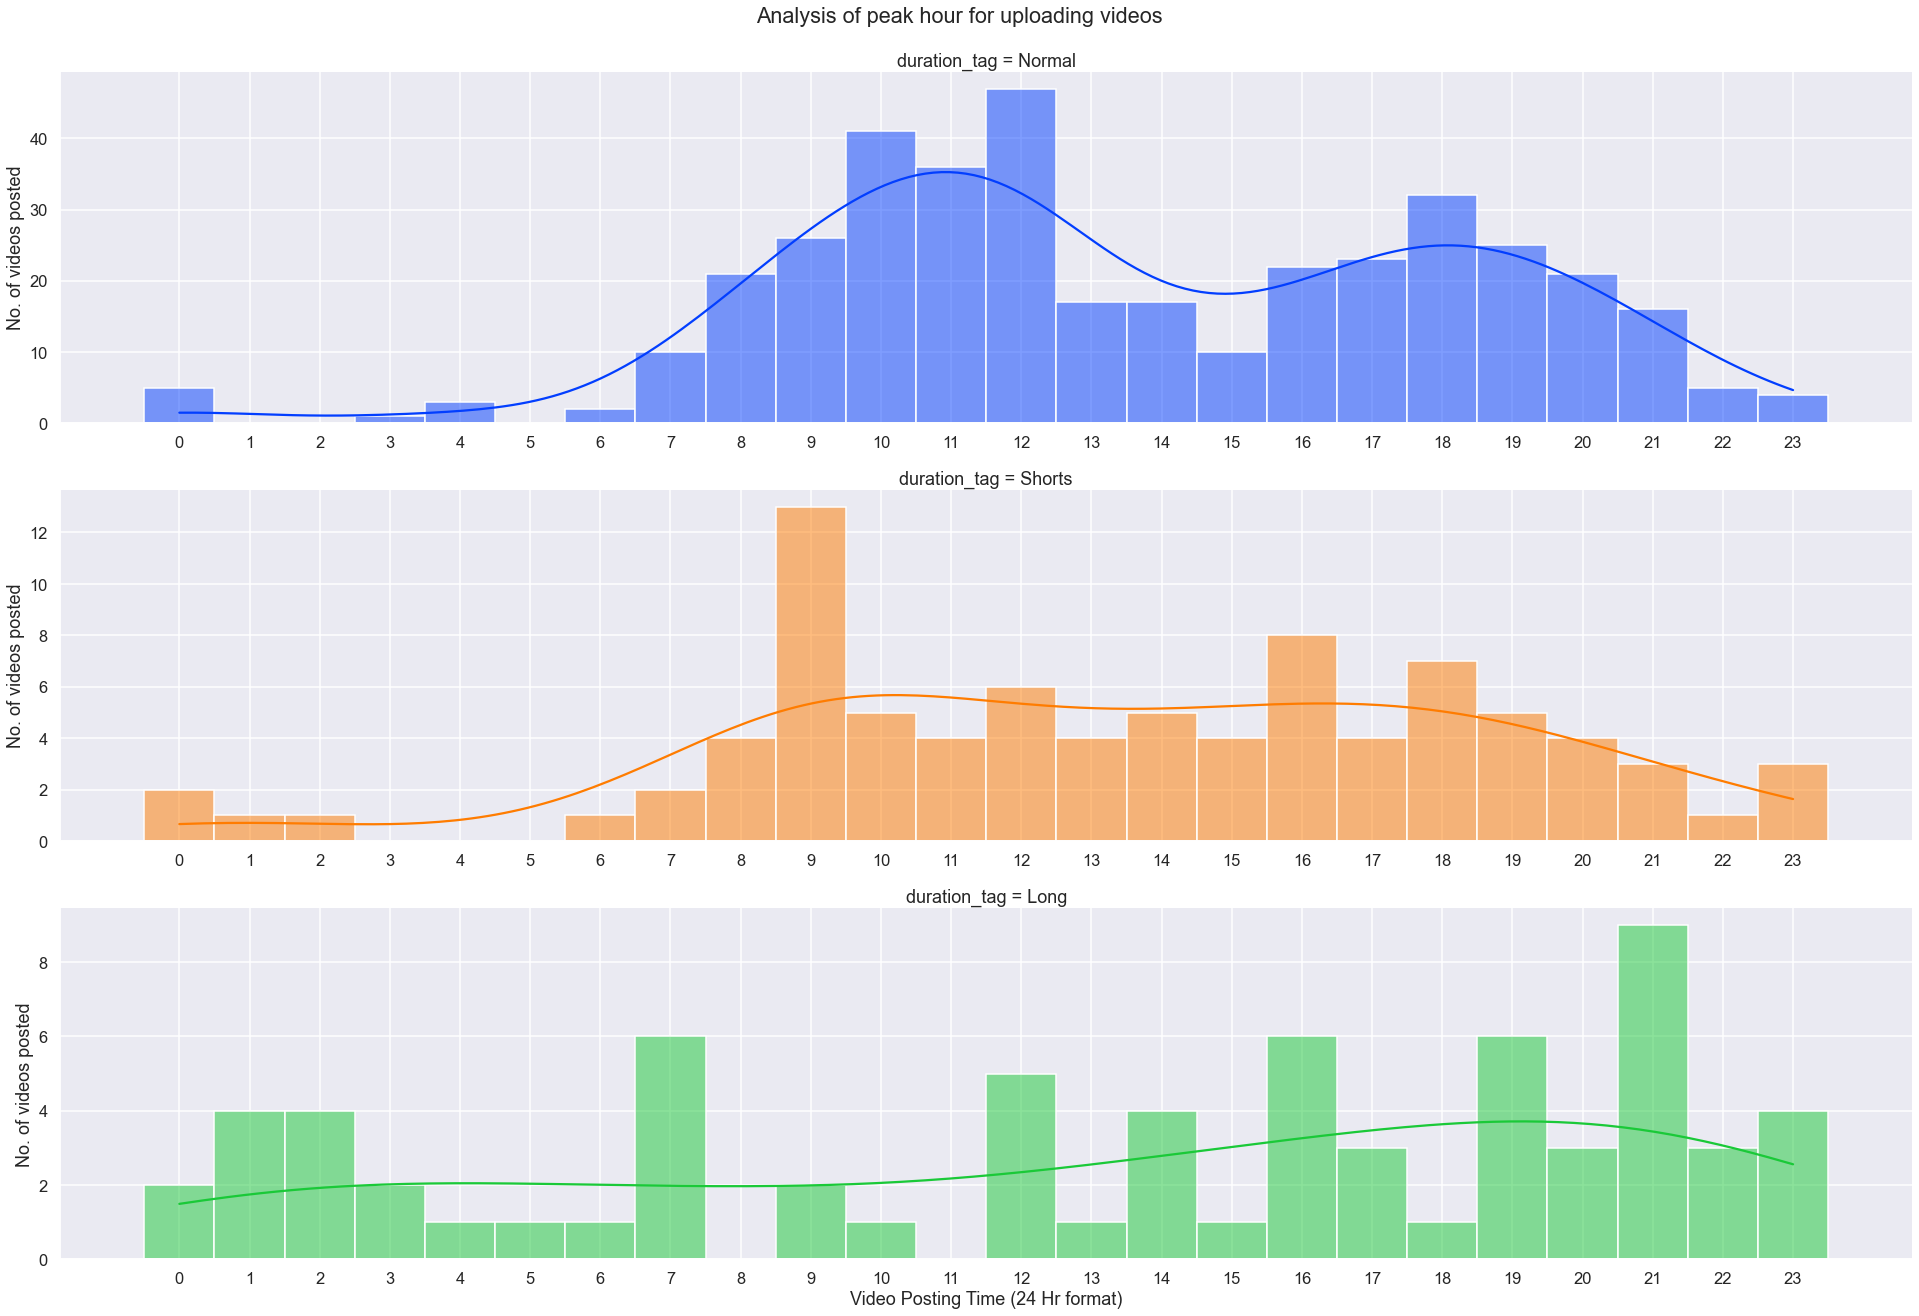 Analysis of peak hour for uploading videos
duration_tag = Normal
No. of videos posted
40
30
20
10
0
0 1 2 3 4 5 6 7 8 9 10 11 12 13 14 15 16 17 18 19 20 21 22 23
duration_tag = Shorts
No. of videos posted
12
10
8
6
4
2
0
0 1 2 3 4 5 6 7 8 9 10 11 12 13 14 15 16 17 18 19 20 21 22 23
duration_tag = Long
No. of videos posted
8
6
4
2
0
0 1 2 3 4 5 6 7 8 9 10 11 12 13 14 15 16 17 18 19 20 21 22 23
Video Posting Time (24 Hr format)